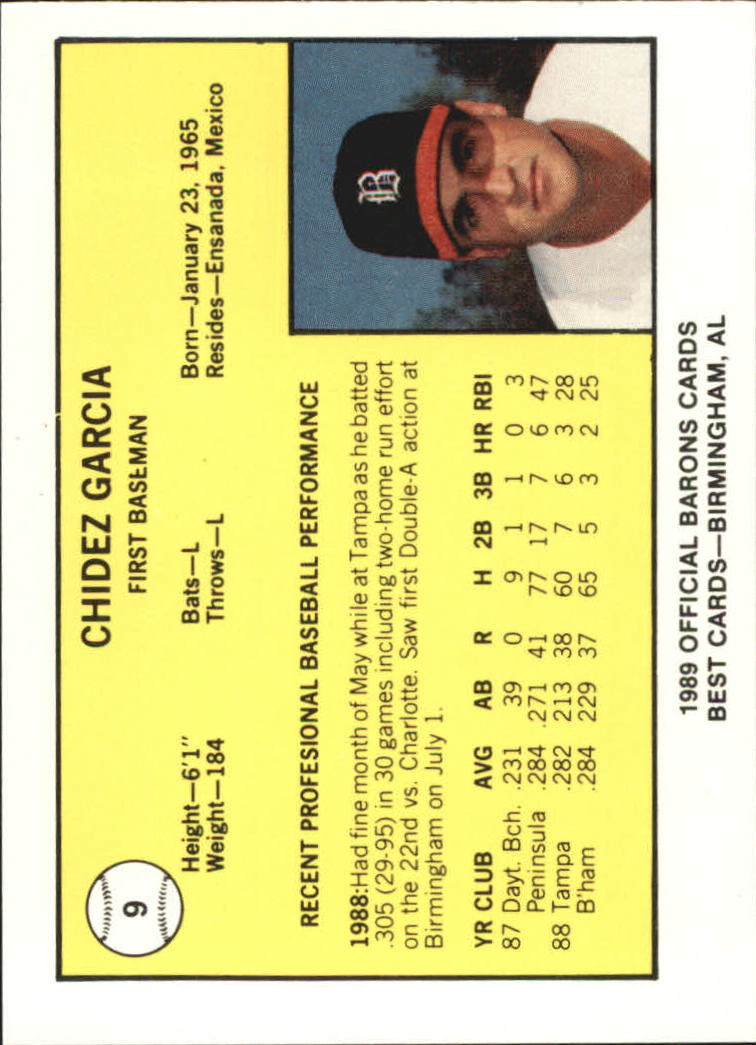 9
CHIDEZ GARCIA
FIRST BASEMAN
Height—6'1" Bats—L Born—January 23, 1965
Weight—184 Throws—L Resides—Ensanada, Mexico
RECENT PROFESIONAL BASEBALL PERFORMANCE
1988:Had fine month of May while at Tampa as he batted
.305 (29-95) in 30 games including two-home run effort
on the 22nd vs. Charlotte. Saw first Double-A action at
Birmingham on July 1.
YR CLUB AVG AB R H 2B 3B HR RBI
87 Dayt. Bch. .231 39 0 9 1 1 0 3
Peninsula .284 .271 41 77 17 7 6 47
88 Tampa .282 213 38 60 7 6 3 28
B'ham .284 229 37 65 5 3 2 25
B
1989 OFFICIAL BARONS CARDS
BEST CARDS—BIRMINGHAM, AL